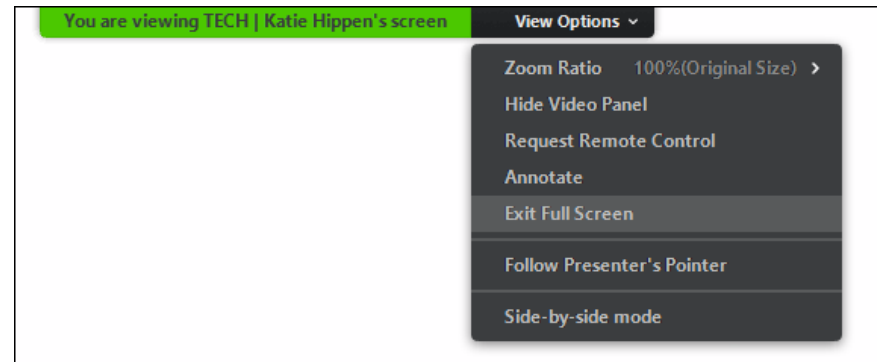 You are viewing TECH | Katie Hippen's screen View Options
Zoom Ratio 100%(Original Size)
Hide Video Panel
Request Remote Control
Annotate
Exit Full Screen
Follow Presenter's Pointer
Side-by-side mode